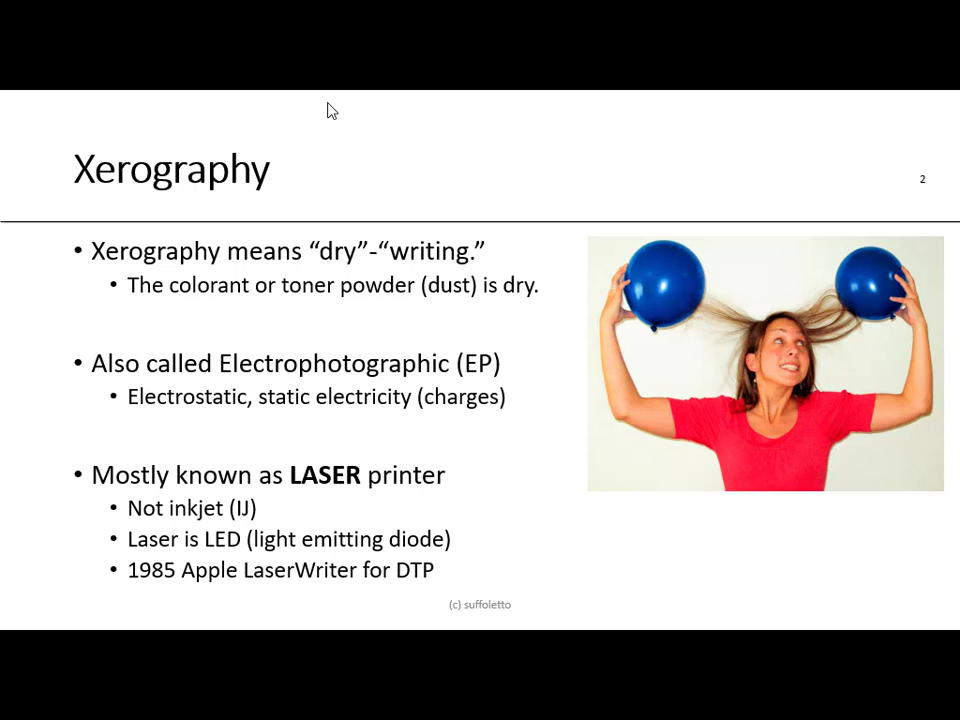 Xerography
2
• Xerography means “dry”-“writing.”
• The colorant or toner powder (dust) is dry.
• Also called Electrophotographic (EP)
• Electrostatic, static electricity (charges)
• Mostly known as LASER printer
• Not inkjet (IJ)
• Laser is LED (light emitting diode)
• 1985 Apple LaserWriter for DTP
(c) suffoletto